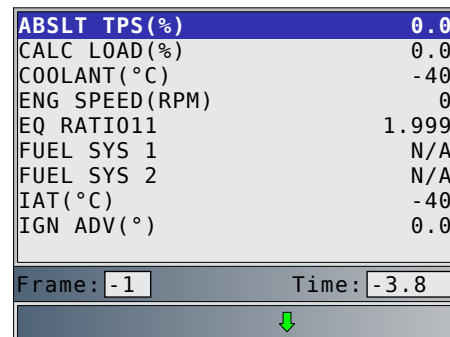 ABSLT TPS(%) 0.0
CALC LOAD(%) 0.0
COOLANT(°C) -40
ENG SPEED(RPM) 0
EQ RATIO11 1.999
FUEL SYS 1 N/A
FUEL SYS 2 N/A
IAT(°C) -40
IGN ADV(°) 0.0
Frame: -1 Time: -3.8